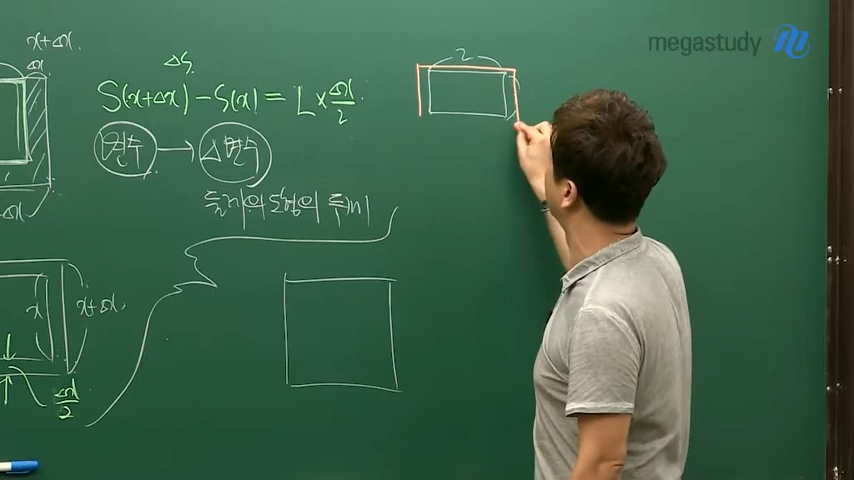 megastudy
x+Δx.
Δx
ΔS.
2
S(x+Δx) - S(x) = L × Δx/2
변수 → Δ변수
둘레의 도형의 두께
x
x+Δx.
Δx/2